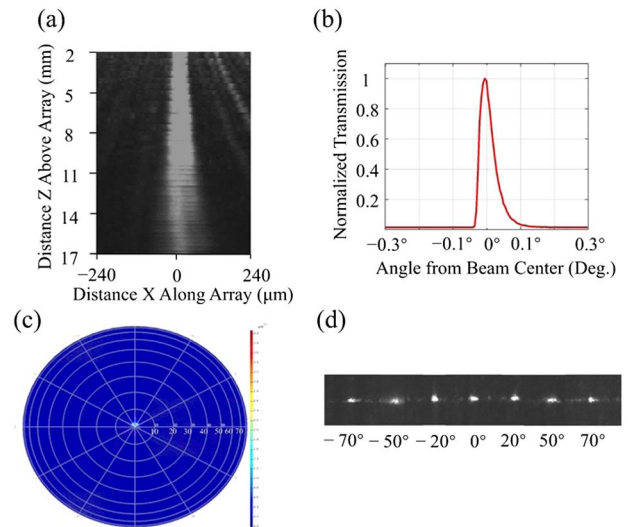 (a)
Distance Z Above Array (mm)
2
5
8
11
14
17
−240
0
240
Distance X Along Array (μm)
(b)
Normalized Transmission
1
0.8
0.6
0.4
0.2
−0.3°
−0.1°
0°
0.1°
0.3°
Angle from Beam Center (Deg.)
(c)
10 20 30 40 50 60 70
(d)
− 70° − 50° − 20° 0° 20° 50° 70°